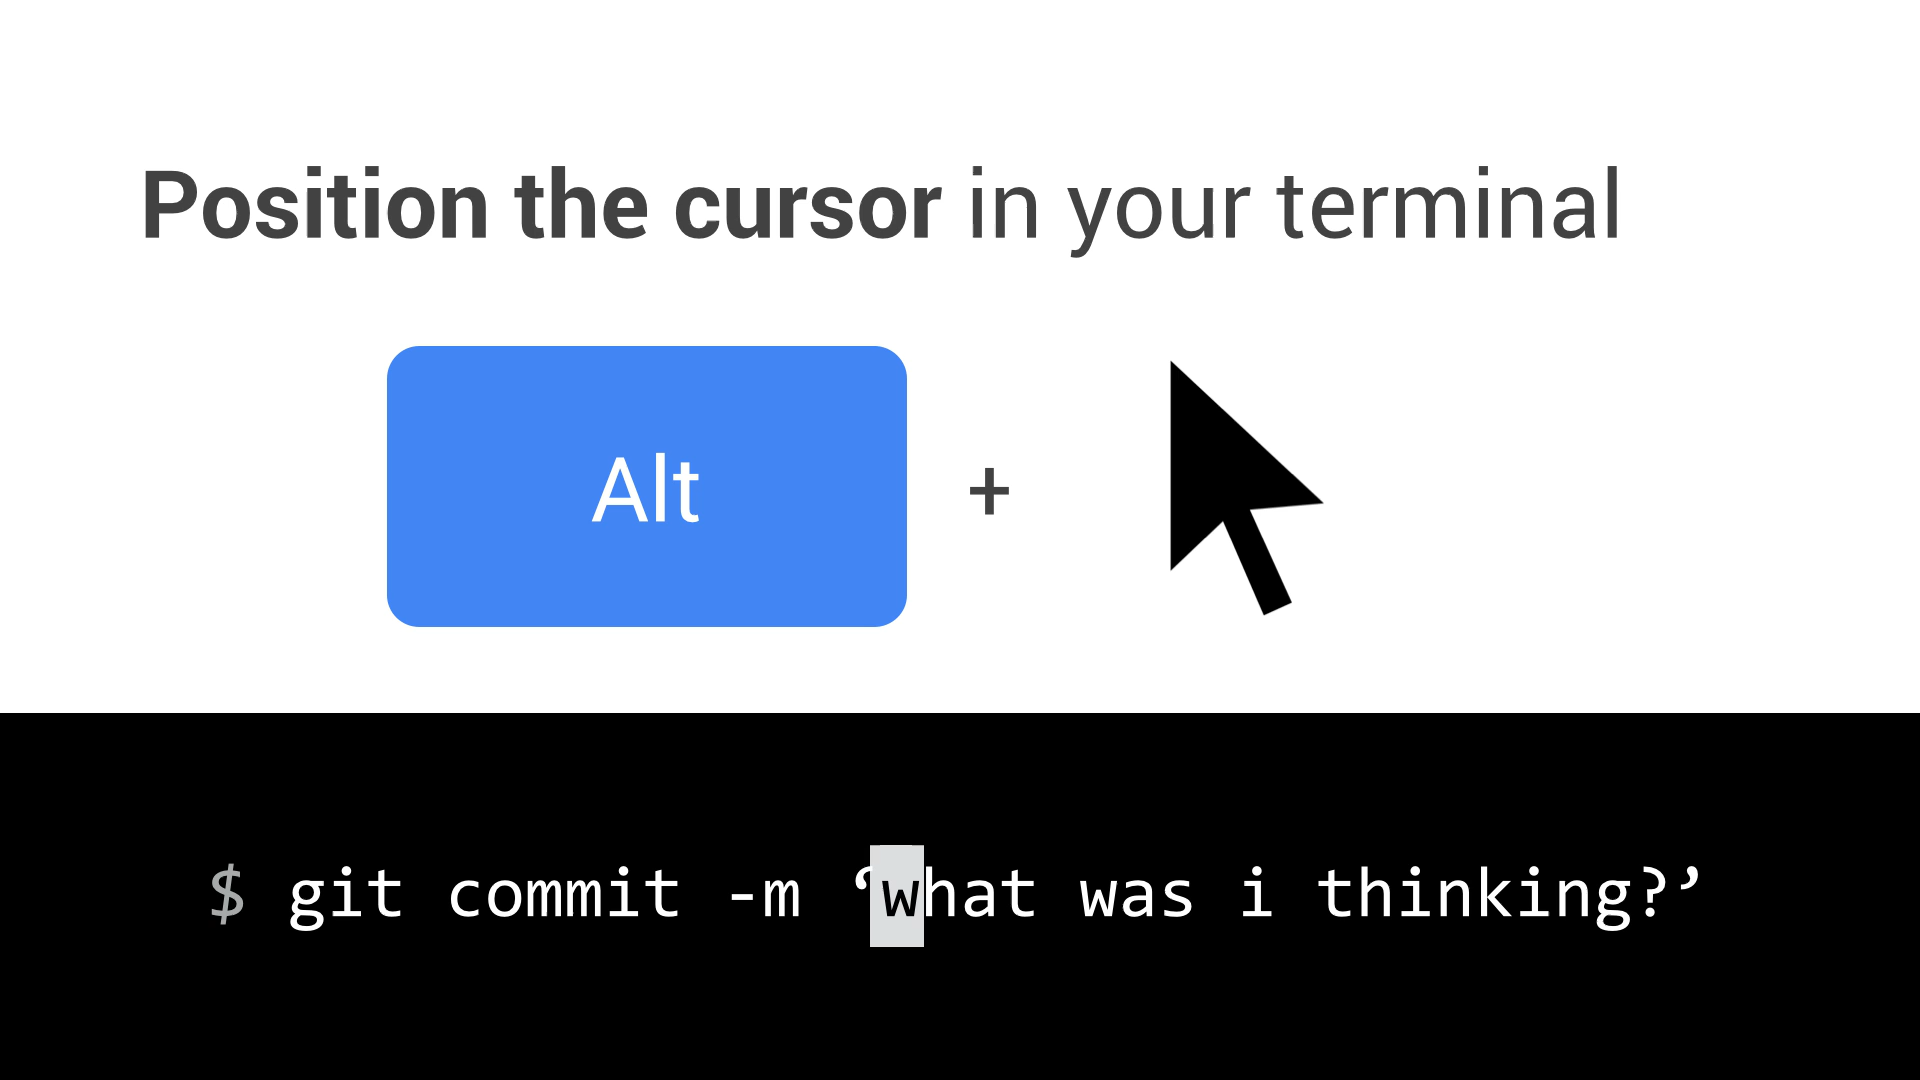 Position the cursor in your terminal
Alt +
$ git commit -m ‘what was i thinking?’